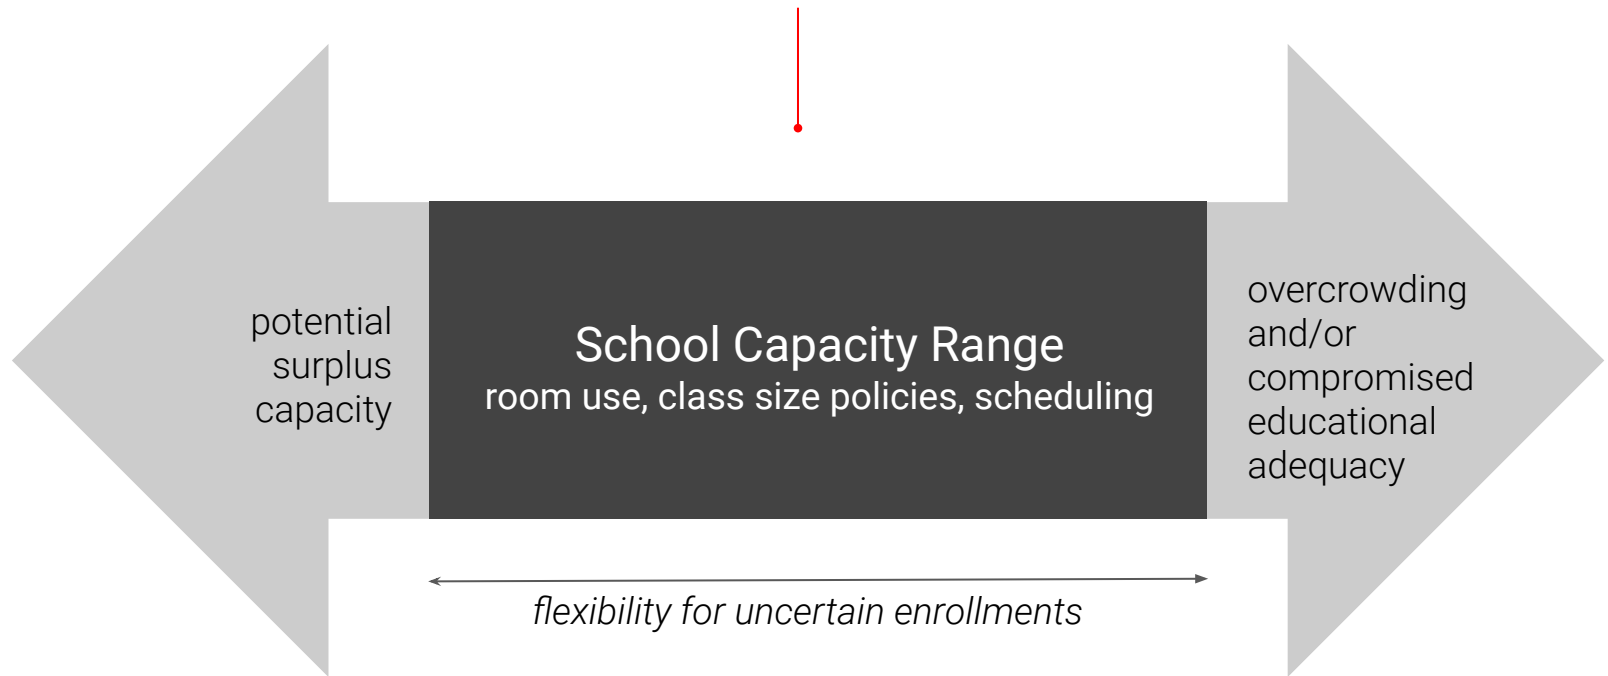 potential
surplus
capacity
School Capacity Range
room use, class size policies, scheduling
overcrowding
and/or
compromised
educational
adequacy
flexibility for uncertain enrollments